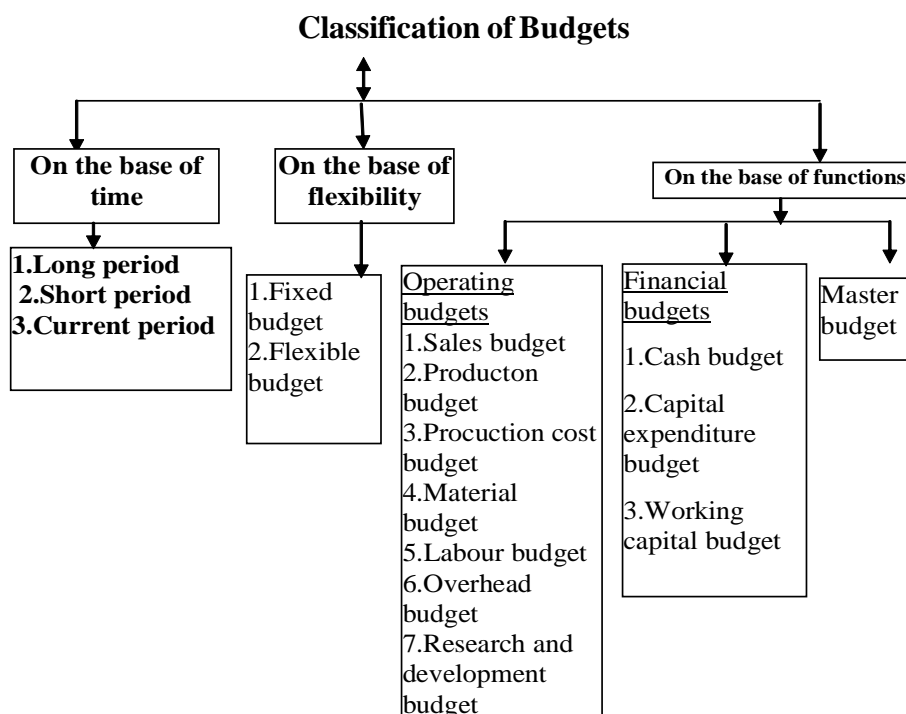 Classification of Budgets
On the base of
time
On the base of
flexibility
On the base of functions
1.Long period
2.Short period
3.Current period
1.Fixed
budget
2.Flexible
budget
Operating
budgets
1.Sales budget
2.Producton
budget
3.Procuction cost
budget
4.Material
budget
5.Labour budget
6.Overhead
budget
7.Research and
development
budget
Financial
budgets
1.Cash budget
2.Capital
expenditure
budget
3.Working
capital budget
Master
budget